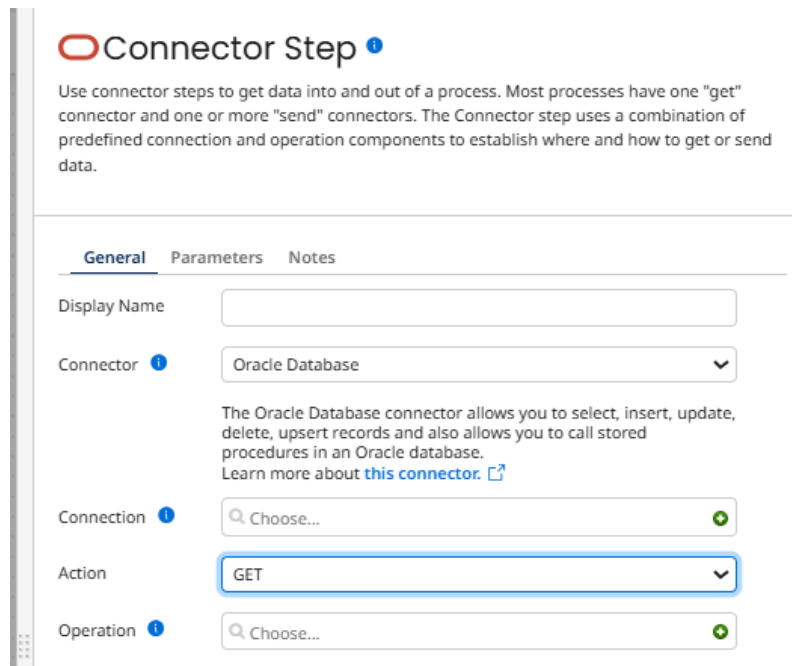 Connector Step
Use connector steps to get data into and out of a process. Most processes have one "get"
connector and one or more "send" connectors. The Connector step uses a combination of
predefined connection and operation components to establish where and how to get or send
data.
General Parameters Notes
Display Name
Connector Oracle Database
The Oracle Database connector allows you to select, insert, update,
delete, upsert records and also allows you to call stored
procedures in an Oracle database.
Learn more about this connector.
Connection Choose...
Action GET
Operation Choose...